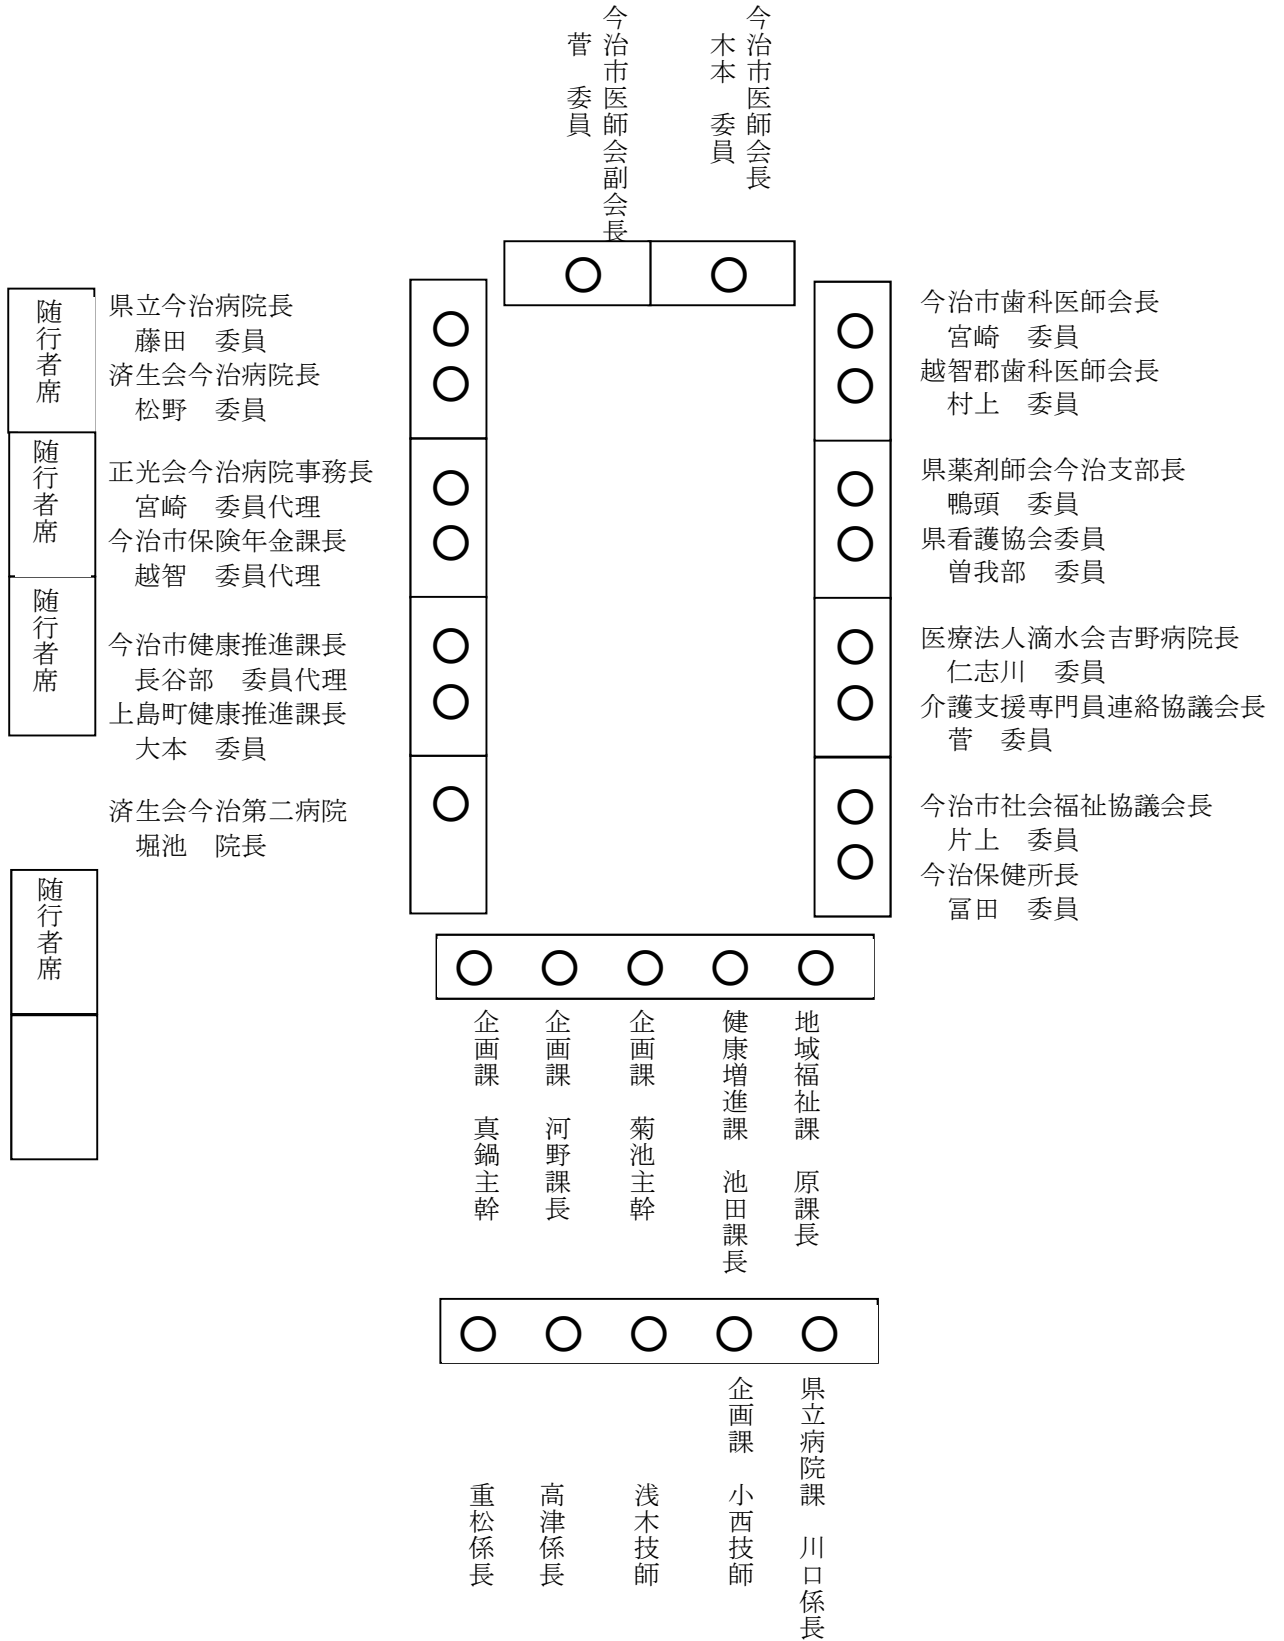 今治市医師会長
木本　委員
今治市医師会副会長
菅　委員
随行者席
随行者席
随行者席
随行者席
県立今治病院長
藤田　委員
済生会今治病院長
松野　委員
正光会今治病院事務長
宮崎　委員代理
今治市保険年金課長
越智　委員代理
今治市健康推進課長
長谷部　委員代理
上島町健康推進課長
大本　委員
済生会今治第二病院
堀池　院長
今治市歯科医師会長
宮崎　委員
越智郡歯科医師会長
村上　委員
県薬剤師会今治支部長
鴨頭　委員
県看護協会委員
曽我部　委員
医療法人滴水会吉野病院長
仁志川　委員
介護支援専門員連絡協議会長
菅　委員
今治市社会福祉協議会長
片上　委員
今治保健所長
冨田　委員
地域福祉課　原課長
健康増進課　池田課長
企画課　菊池主幹
企画課　河野課長
企画課　真鍋主幹
県立病院課　川口係長
企画課　小西技師
浅木技師
高津係長
重松係長